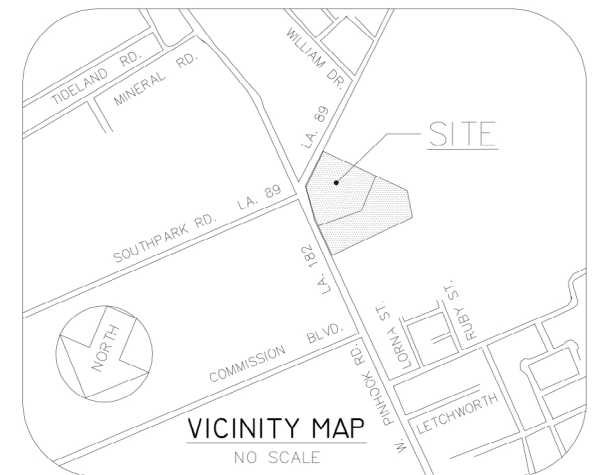 WILLIAM DR.
TIDELAND RD.
MINERAL RD.
LA. 89
SITE
LA. 89
SOUTHPARK RD.
LA. 182
LORNA ST.
RUBY ST.
NORTH
COMMISSION BLVD.
W. PINHOOK RD.
LETCHWORTH
VICINITY MAP
NO SCALE